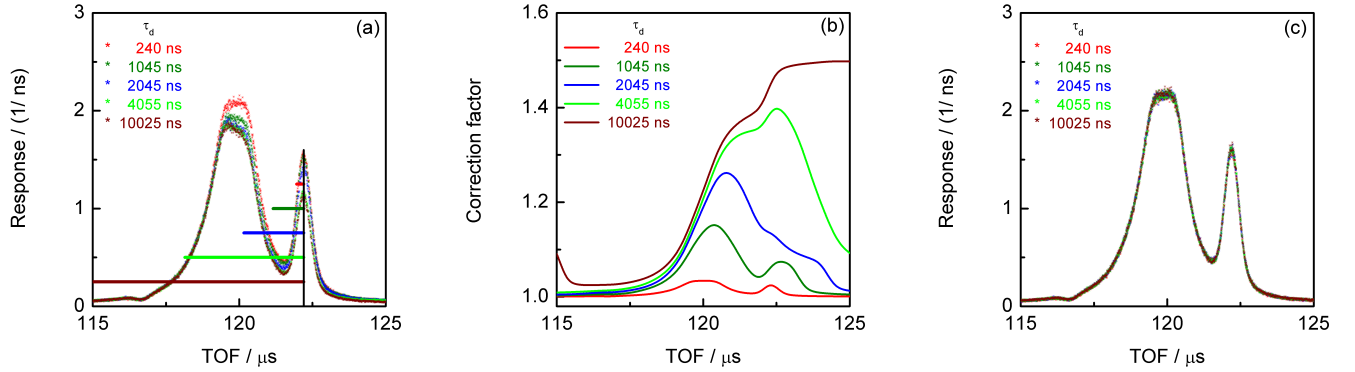 (a)
τd
* 240 ns
* 1045 ns
* 2045 ns
* 4055 ns
* 10025 ns
3
2
1
0
115
120
125
Response / (1/ ns)
TOF / μs
(b)
τd
240 ns
1045 ns
2045 ns
4055 ns
10025 ns
1.6
1.4
1.2
1.0
115
120
125
Correction factor
TOF / μs
(c)
τd
* 240 ns
* 1045 ns
* 2045 ns
* 4055 ns
* 10025 ns
3
2
1
0
115
120
125
Response / (1/ ns)
TOF / μs